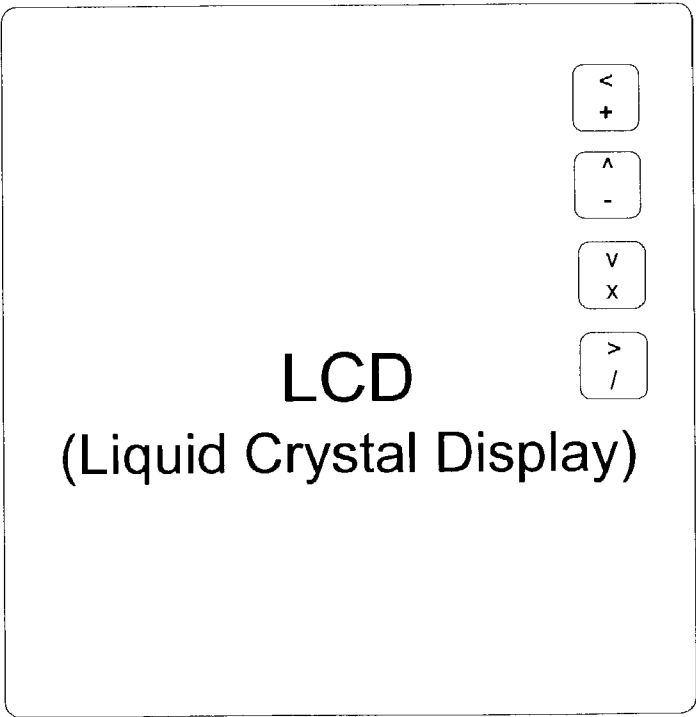 <
+
^
-
v
x
>
/
LCD
(Liquid Crystal Display)